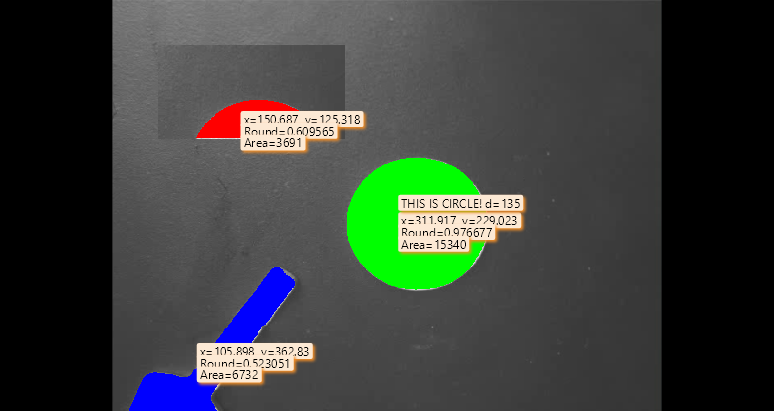 x=150,687 y=125,318
Round=0.609565
Area=3691
THIS IS CIRCLE! d=135
x=311,917 y=229,023
Round=0.976677
Area=15340
x=105,898 y=362,83
Round=0.523051
Area=6732